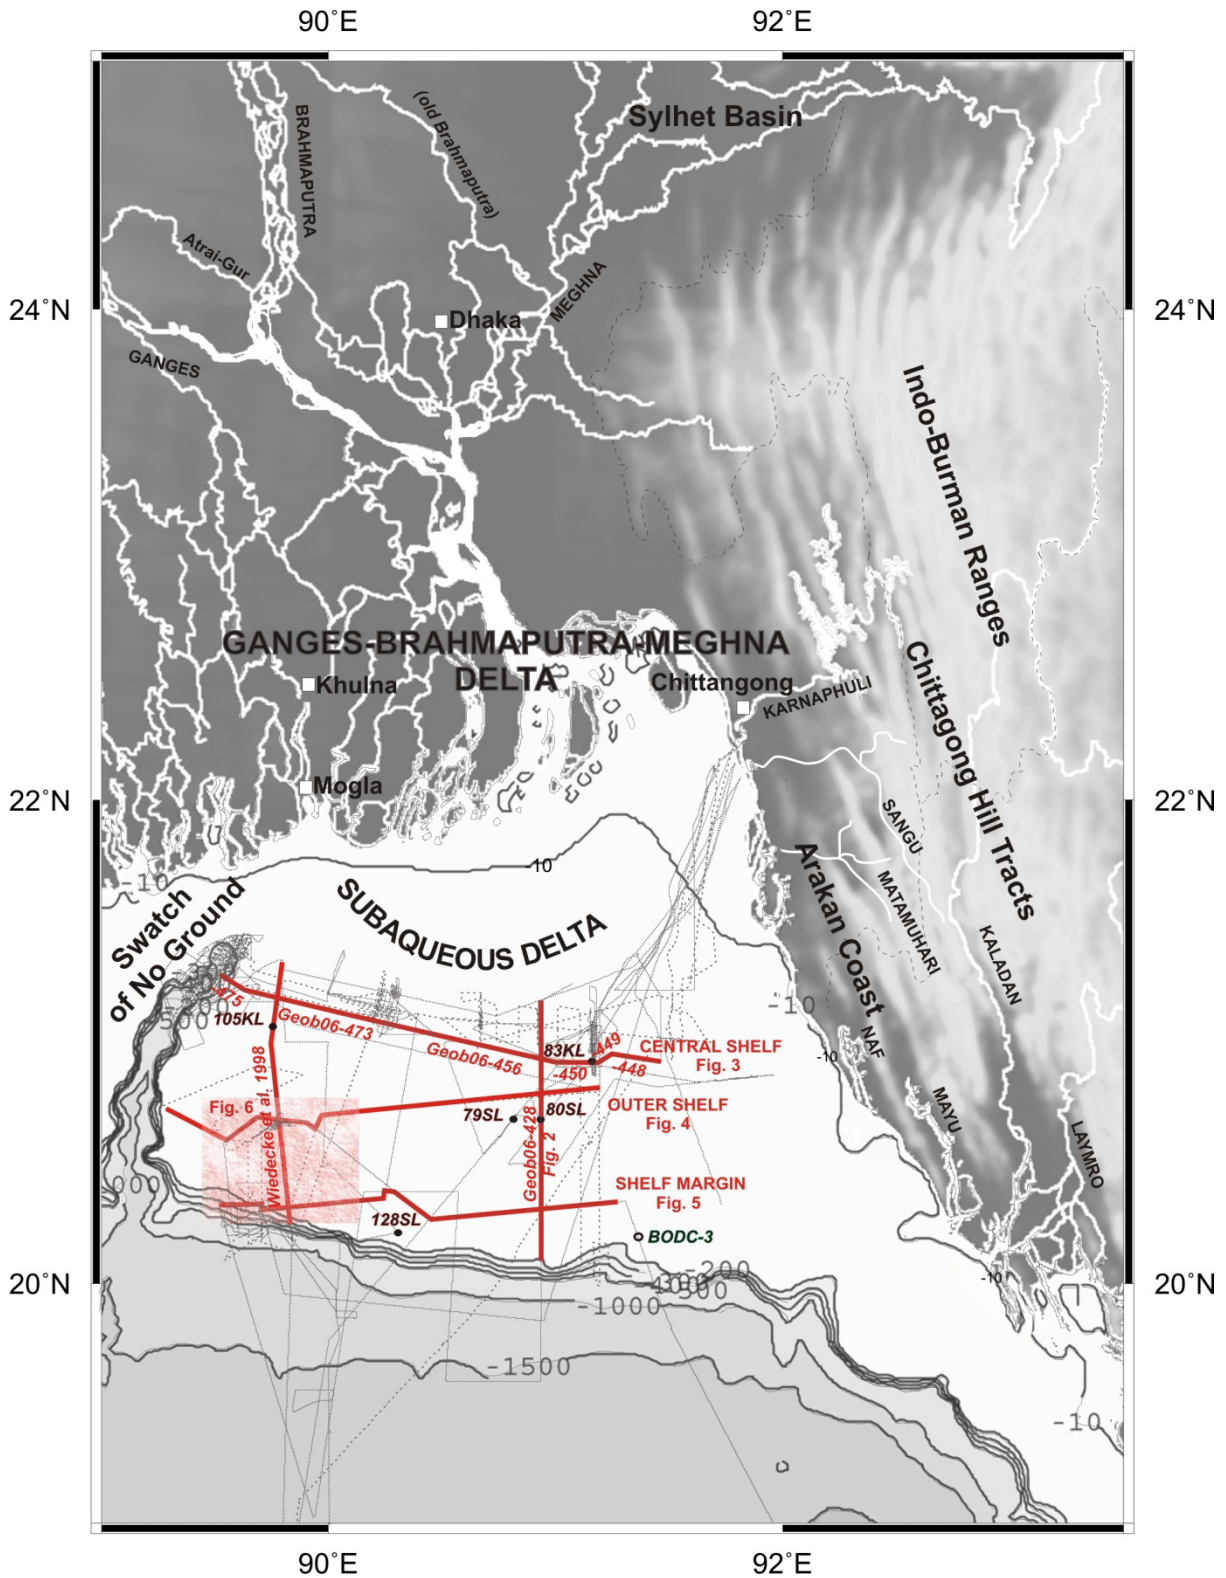 90°E
92°E
Sylhet Basin
BRAHMAPUTRA
(old Brahmaputra)
Atrai-Gur
MEGHNA
24°N
24°N
Dhaka
GANGES
Indo-Burman Ranges
GANGES-BRAHMAPUTRA-MEGHNA
DELTA
Khulna
Chittangong
KARNAPHULI
Chittagong Hill Tracts
Mogla
22°N
22°N
SANGU
-10
-10
Swatch
of No Ground
SUBAQUEOUS DELTA
Arakan Coast
MATAMUHARI
KALADAN
-475
500
105KL
Geob06-473
Geob06-456
83KL
-449
-450
-448
CENTRAL SHELF
Fig. 3
-10
-10
NAF
MAYU
LAYMRO
Wiedecke et al. 1998
Fig. 6
79SL
80SL
OUTER SHELF
Fig. 4
Geob06-428
Fig. 2
SHELF MARGIN
Fig. 5
128SL
BODC-3
20°N
20°N
-10
-200
-500
-1000
-1500
-10
90°E
92°E